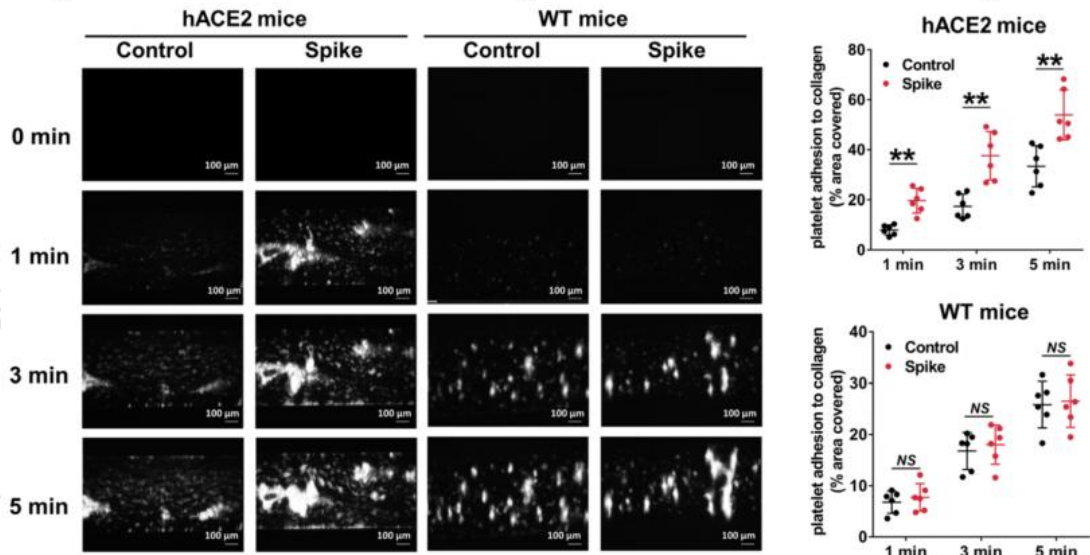 hACE2 mice WT mice
Control Spike Control Spike
0 min
100 μm 100 μm 100 μm 100 μm
1 min
100 μm 100 μm 100 μm 100 μm
3 min
100 μm 100 μm 100 μm 100 μm
5 min
100 μm 100 μm 100 μm 100 μm
hACE2 mice
platelet adhesion to collagen
(% area covered)
80
60
40
20
0
Control
Spike
** ** **
1 min 3 min 5 min
WT mice
platelet adhesion to collagen
(% area covered)
40
30
20
10
0
Control
Spike
NS NS NS
1 min 3 min 5 min